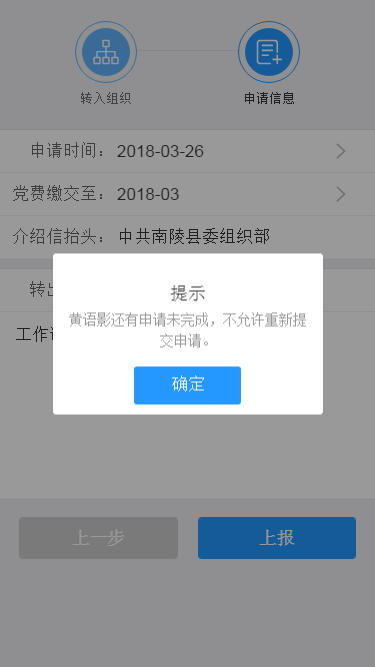 转入组织
申请信息
申请时间： 2018-03-26
党费缴交至： 2018-03
介绍信抬头： 中共南陵县委组织部
转出
提示
黄语影还有申请未完成，不允许重新提
交申请。
工作
确定
上一步
上报